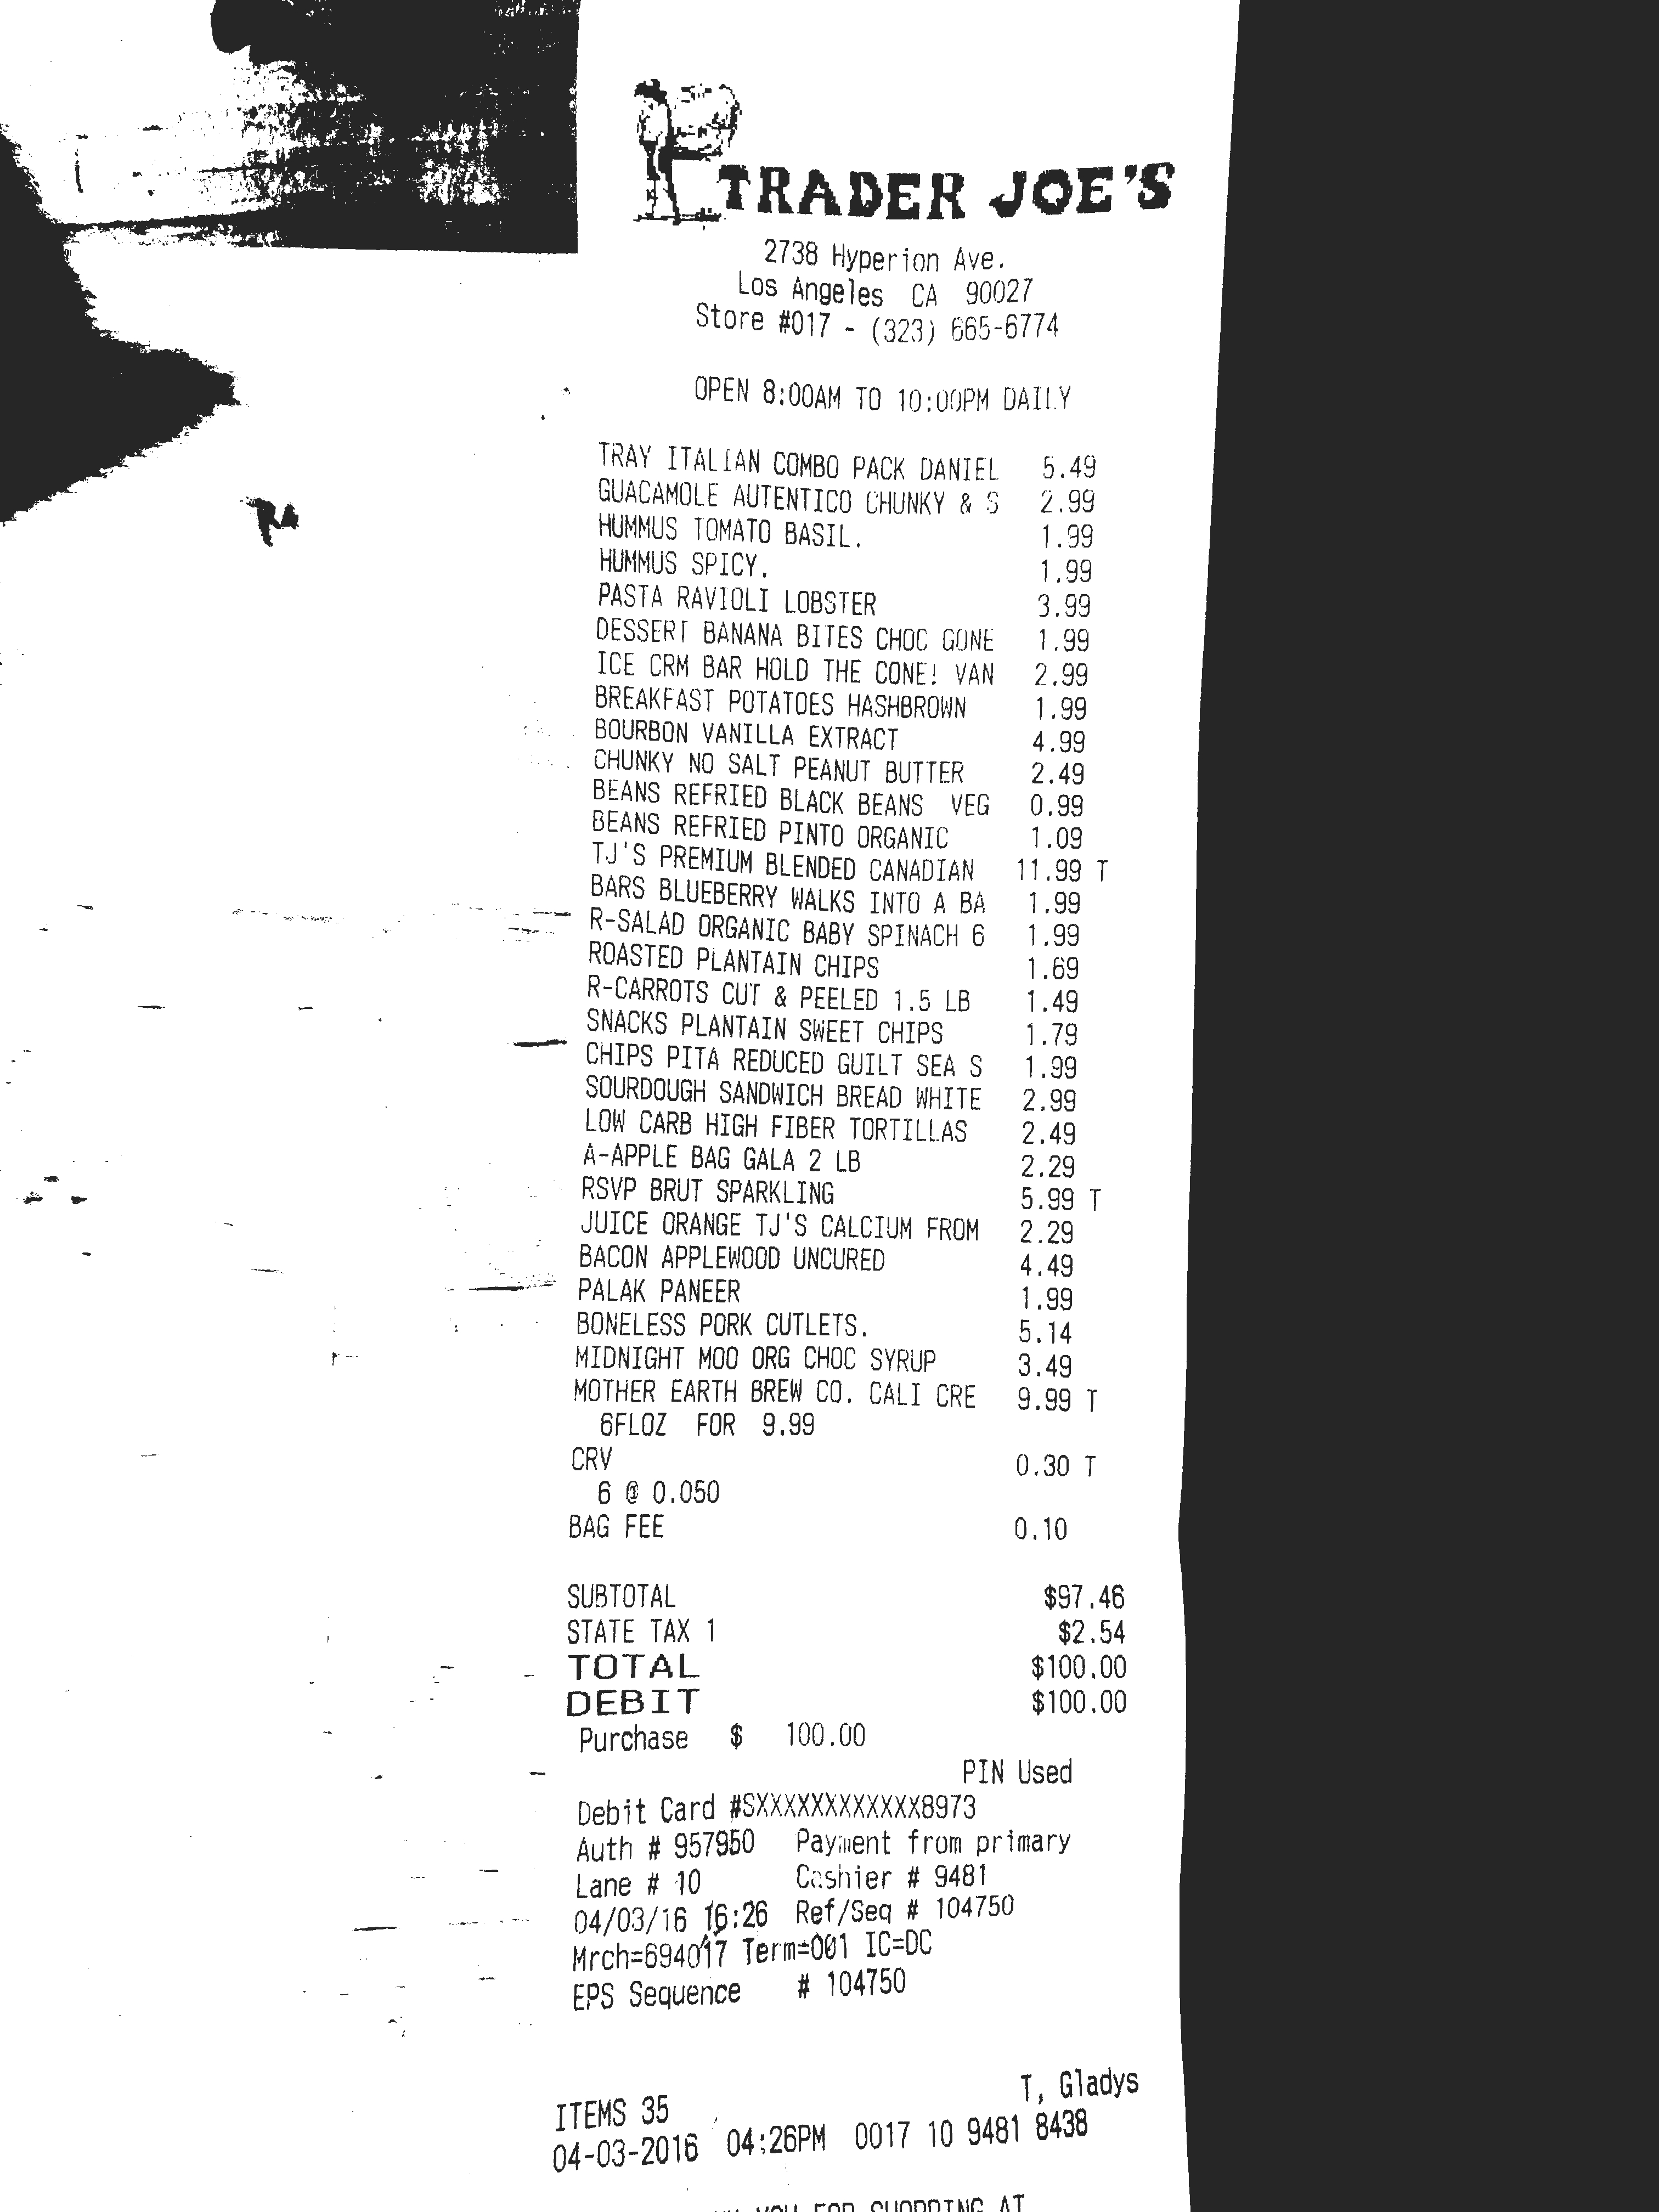 TRADER JOE'S
2738 Hyperion Ave.
Los Angeles CA 90027
Store #017 - (323) 665-6774
OPEN 8:00AM TO 10:00PM DAILY
TRAY ITALIAN COMBO PACK DANIEL 5.49
GUACAMOLE AUTENTICO CHUNKY & S 2.99
HUMMUS TOMATO BASIL. 1.99
HUMMUS SPICY. 1.99
PASTA RAVIOLI LOBSTER 3.99
DESSERT BANANA BITES CHOC GONE 1.99
ICE CRM BAR HOLD THE CONE! VAN 2.99
BREAKFAST POTATOES HASHBROWN 1.99
BOURBON VANILLA EXTRACT 4.99
CHUNKY NO SALT PEANUT BUTTER 2.49
BEANS REFRIED BLACK BEANS VEG 0.99
BEANS REFRIED PINTO ORGANIC 1.09
TJ'S PREMIUM BLENDED CANADIAN 11.99 T
BARS BLUEBERRY WALKS INTO A BA 1.99
R-SALAD ORGANIC BABY SPINACH 6 1.99
ROASTED PLANTAIN CHIPS 1.69
R-CARROTS CUT & PEELED 1.5 LB 1.49
SNACKS PLANTAIN SWEET CHIPS 1.79
CHIPS PITA REDUCED GUILT SEA S 1.99
SOURDOUGH SANDWICH BREAD WHITE 2.99
LOW CARB HIGH FIBER TORTILLAS 2.49
A-APPLE BAG GALA 2 LB 2.29
RSVP BRUT SPARKLING 5.99 T
JUICE ORANGE TJ'S CALCIUM FROM 2.29
BACON APPLEWOOD UNCURED 4.49
PALAK PANEER 1.99
BONELESS PORK CUTLETS. 5.14
MIDNIGHT MOO ORG CHOC SYRUP 3.49
MOTHER EARTH BREW CO. CALI CRE 9.99 T
6FLOZ FOR 9.99
CRV 0.30 T
6 @ 0.050
BAG FEE 0.10
SUBTOTAL $97.46
STATE TAX 1 $2.54
TOTAL $100.00
DEBIT $100.00
Purchase $ 100.00
PIN Used
Debit Card #SXXXXXXXXXXXX8973
Auth # 957950 Payment from primary
Lane # 10 Cashier # 9481
04/03/16 16:26 Ref/Seq # 104750
Mrch=694017 Term=001 IC=DC
EPS Sequence # 104750
T, Gladys
ITEMS 35
04-03-2016 04:26PM 0017 10 9481 8438
YOU FOR SHOPPING AT